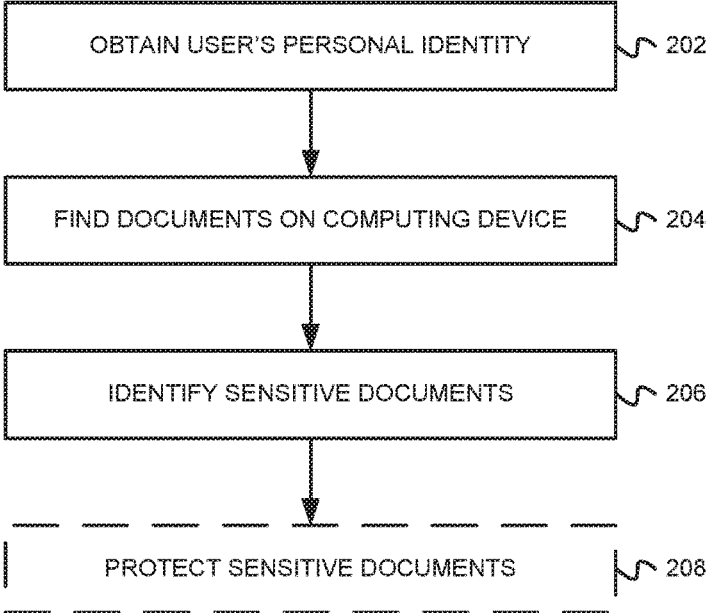 OBTAIN USER'S PERSONAL IDENTITY 202
FIND DOCUMENTS ON COMPUTING DEVICE 204
IDENTIFY SENSITIVE DOCUMENTS 206
PROTECT SENSITIVE DOCUMENTS 208